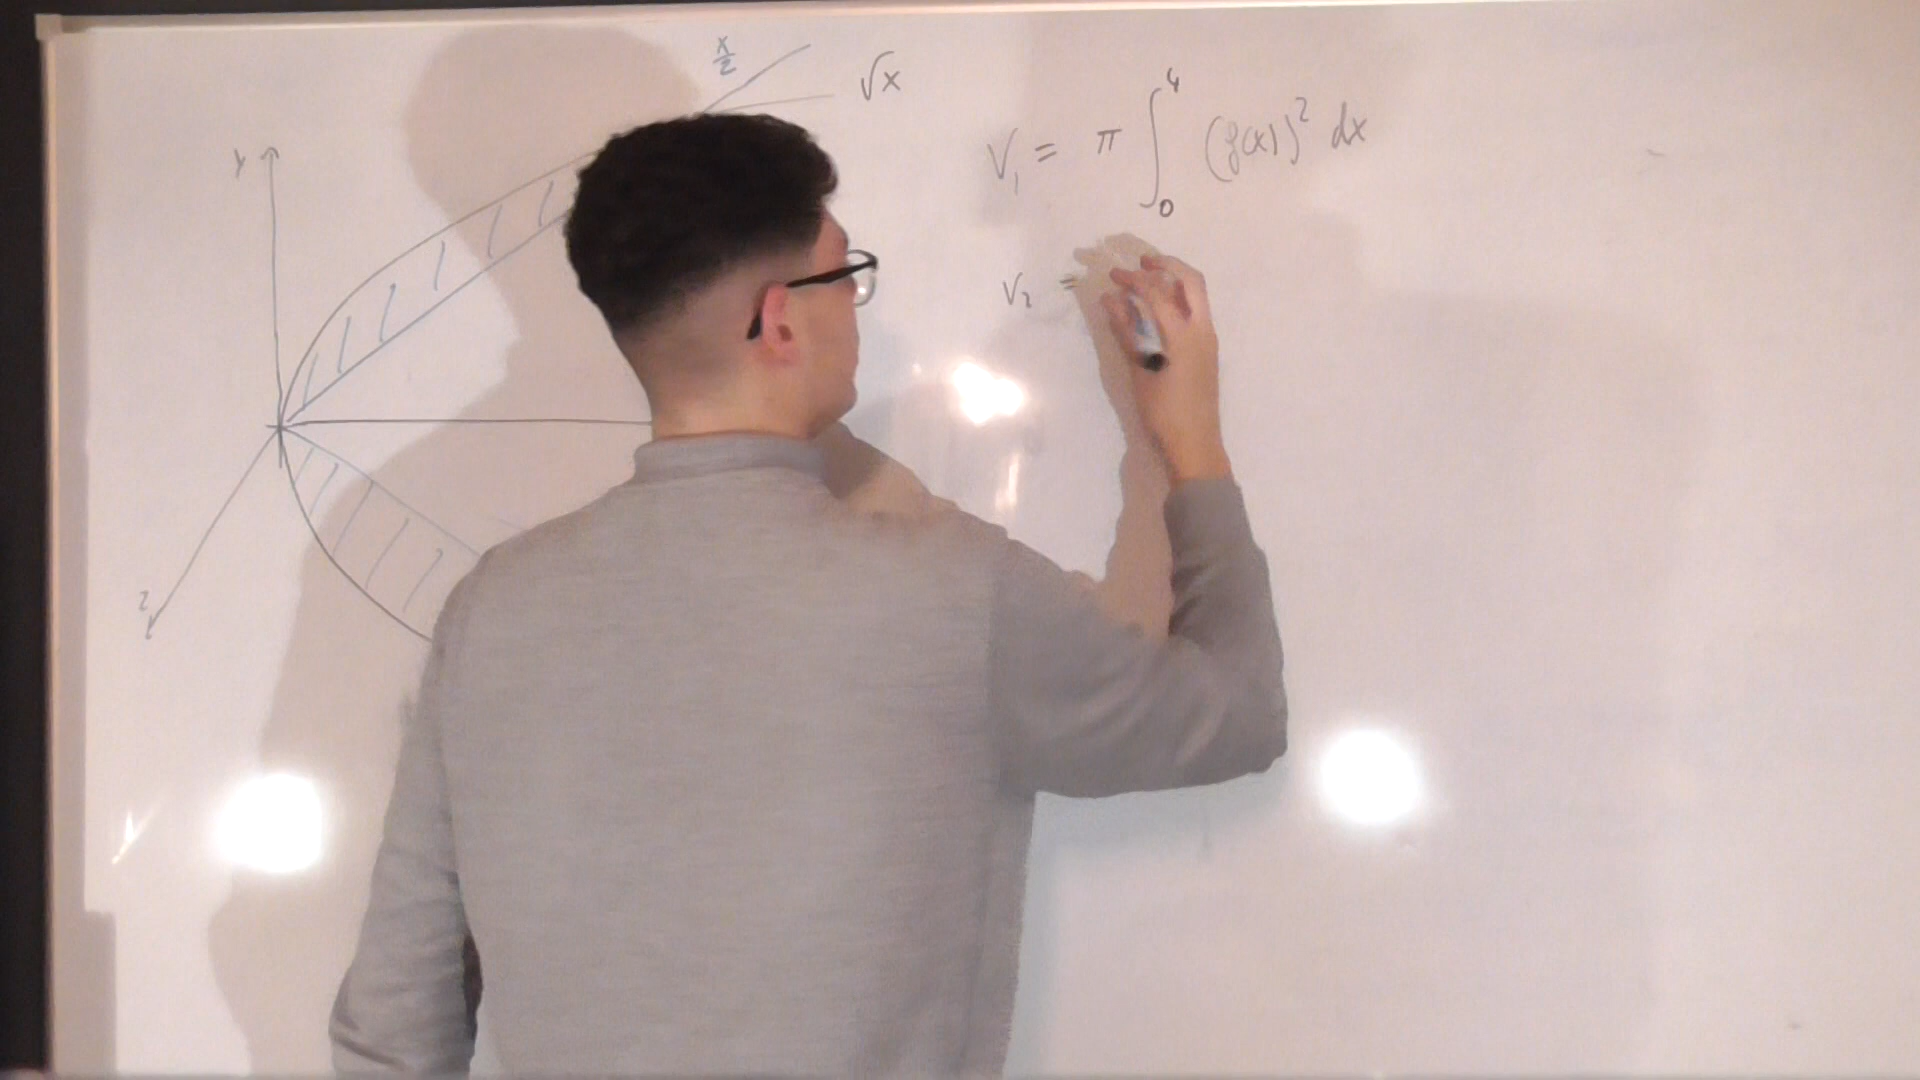 x/2
√x
y
z
V₁ = π ∫₀⁴ (f(x))² dx
V₂ =